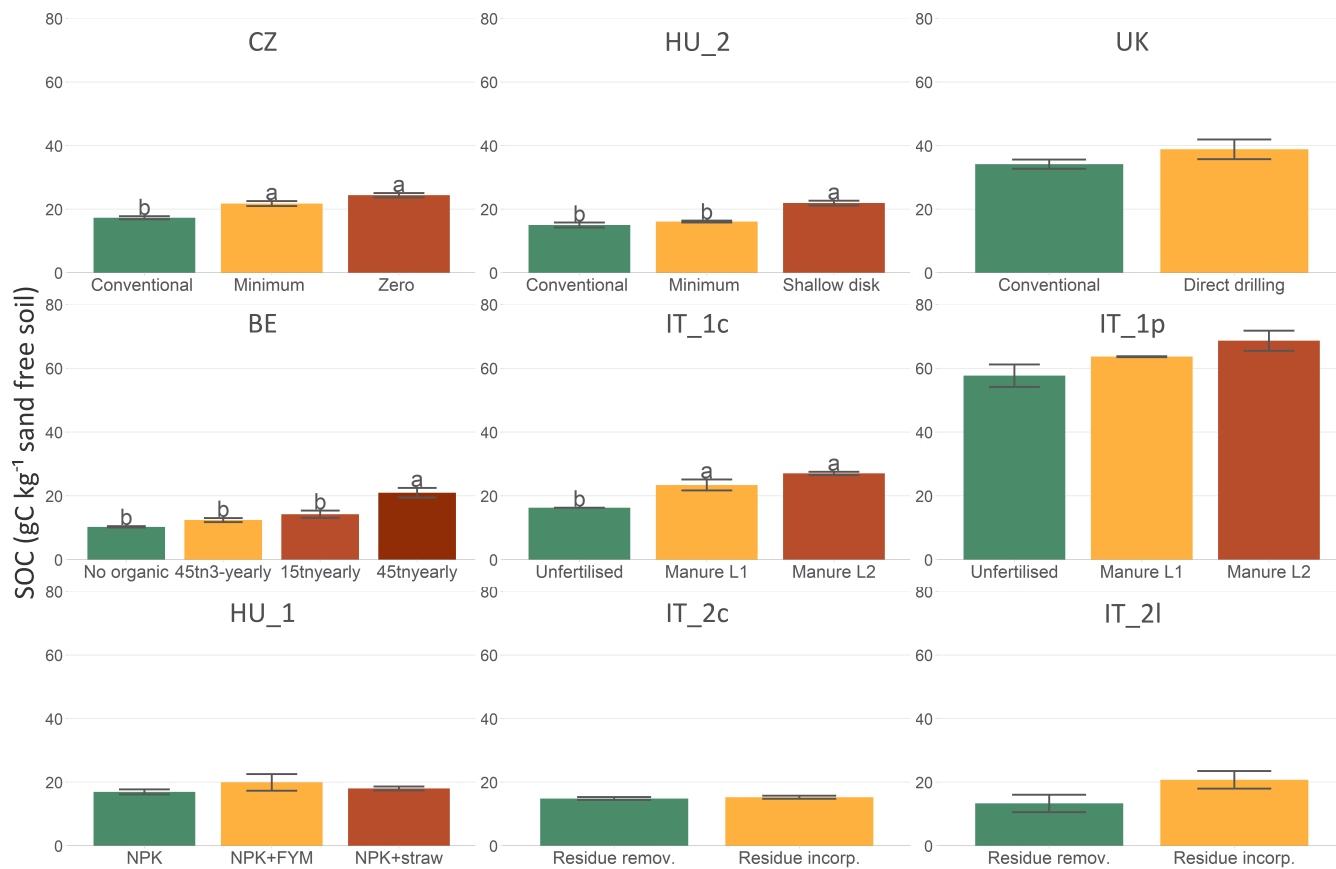 SOC (gC kg⁻¹ sand free soil)
CZ
80
60
40
20
0
b
a
a
Conventional Minimum Zero
HU_2
80
60
40
20
0
b
b
a
Conventional Minimum Shallow disk
UK
80
60
40
20
0
Conventional Direct drilling
BE
80
60
40
20
0
b
b
b
a
No organic 45tn3-yearly 15tnyearly 45tnyearly
IT_1c
80
60
40
20
0
b
a
a
Unfertilised Manure L1 Manure L2
IT_1p
80
60
40
20
0
Unfertilised Manure L1 Manure L2
HU_1
80
60
40
20
0
NPK NPK+FYM NPK+straw
IT_2c
80
60
40
20
0
Residue remov. Residue incorp.
IT_2l
80
60
40
20
0
Residue remov. Residue incorp.